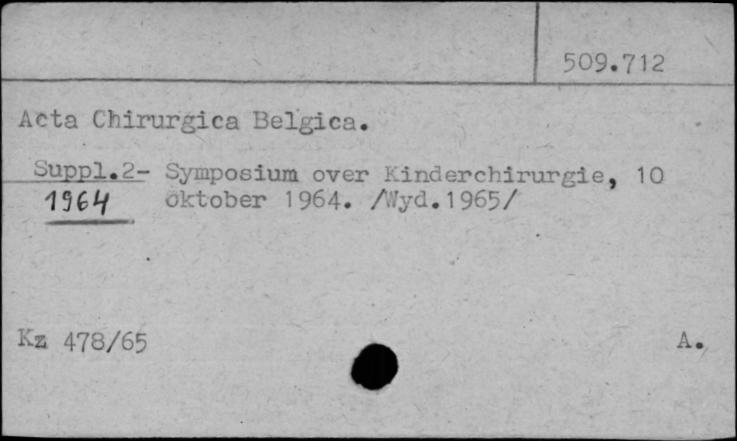 509.712
Acta Chirurgica Belgica.
Suppl.2- Symposium over Kinderchirurgie, 10
1964 oktober 1964. /Wyd.1965/
Kz 478/65 A.